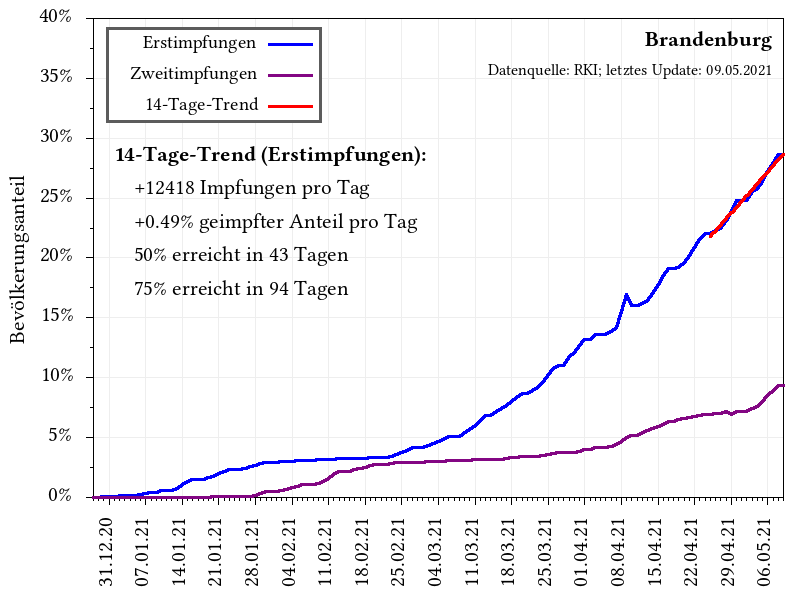 40%
35%
30%
25%
20%
15%
10%
5%
0%
Bevölkerungsanteil
Erstimpfungen
Zweitimpfungen
14-Tage-Trend
Brandenburg
Datenquelle: RKI; letztes Update: 09.05.2021
14-Tage-Trend (Erstimpfungen):
+12418 Impfungen pro Tag
+0.49% geimpfter Anteil pro Tag
50% erreicht in 43 Tagen
75% erreicht in 94 Tagen
31.12.20
07.01.21
14.01.21
21.01.21
28.01.21
04.02.21
11.02.21
18.02.21
25.02.21
04.03.21
11.03.21
18.03.21
25.03.21
01.04.21
08.04.21
15.04.21
22.04.21
29.04.21
06.05.21